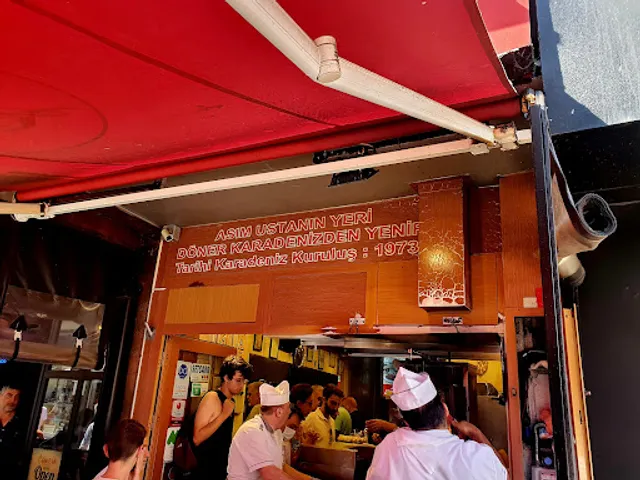 ASIM USTANIN YERİ
DÖNER KARADENİZDEN YENİR
Tarihi Karadeniz Kuruluş : 1973